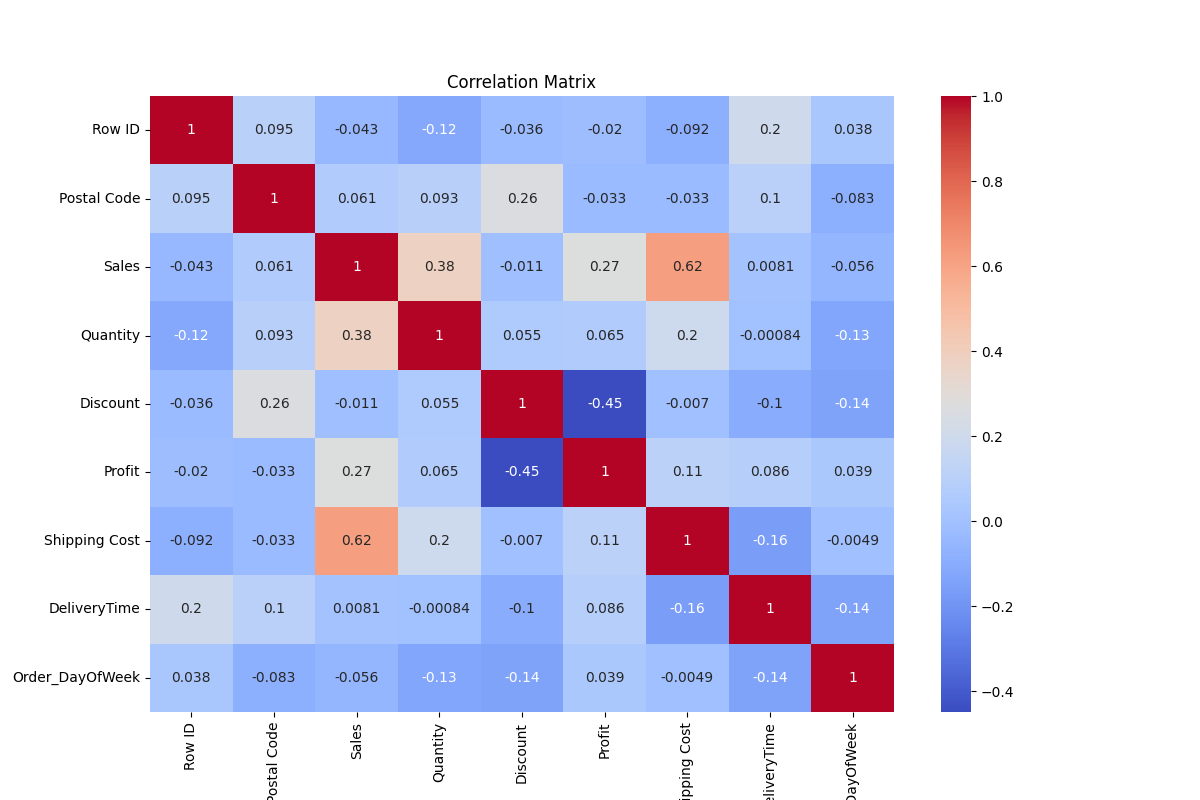 Correlation Matrix
Row ID 1 0.095 -0.043 -0.12 -0.036 -0.02 -0.092 0.2 0.038
Postal Code 0.095 1 0.061 0.093 0.26 -0.033 -0.033 0.1 -0.083
Sales -0.043 0.061 1 0.38 -0.011 0.27 0.62 0.0081 -0.056
Quantity -0.12 0.093 0.38 1 0.055 0.065 0.2 -0.00084 -0.13
Discount -0.036 0.26 -0.011 0.055 1 -0.45 -0.007 -0.1 -0.14
Profit -0.02 -0.033 0.27 0.065 -0.45 1 0.11 0.086 0.039
Shipping Cost -0.092 -0.033 0.62 0.2 -0.007 0.11 1 -0.16 -0.0049
DeliveryTime 0.2 0.1 0.0081 -0.00084 -0.1 0.086 -0.16 1 -0.14
Order_DayOfWeek 0.038 -0.083 -0.056 -0.13 -0.14 0.039 -0.0049 -0.14 1
Row ID
Postal Code
Sales
Quantity
Discount
Profit
ipping Cost
eliveryTime
DayOfWeek
1.0
0.8
0.6
0.4
0.2
0.0
−0.2
−0.4